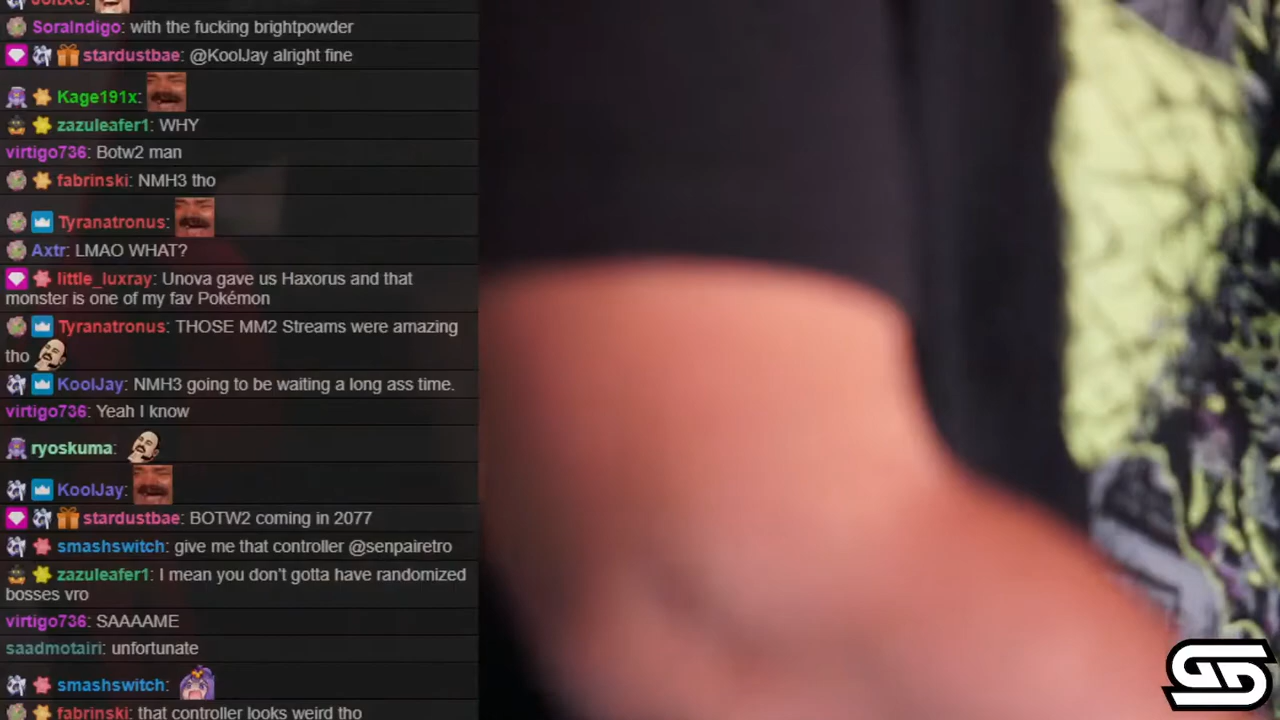 SoraIndigo: with the fucking brightpowder
stardustbae: @KoolJay alright fine
Kage191x:
zazuleafer1: WHY
virtigo736: Botw2 man
fabrinski: NMH3 tho
Tyranatronus:
Axtr: LMAO WHAT?
little_luxray: Unova gave us Haxorus and that
monster is one of my fav Pokémon
Tyranatronus: THOSE MM2 Streams were amazing
tho
KoolJay: NMH3 going to be waiting a long ass time.
virtigo736: Yeah I know
ryoskuma:
KoolJay:
stardustbae: BOTW2 coming in 2077
smashswitch: give me that controller @senpairetro
zazuleafer1: I mean you don't gotta have randomized
bosses vro
virtigo736: SAAAAME
saadmotairi: unfortunate
smashswitch:
fabrinski: that controller looks weird tho